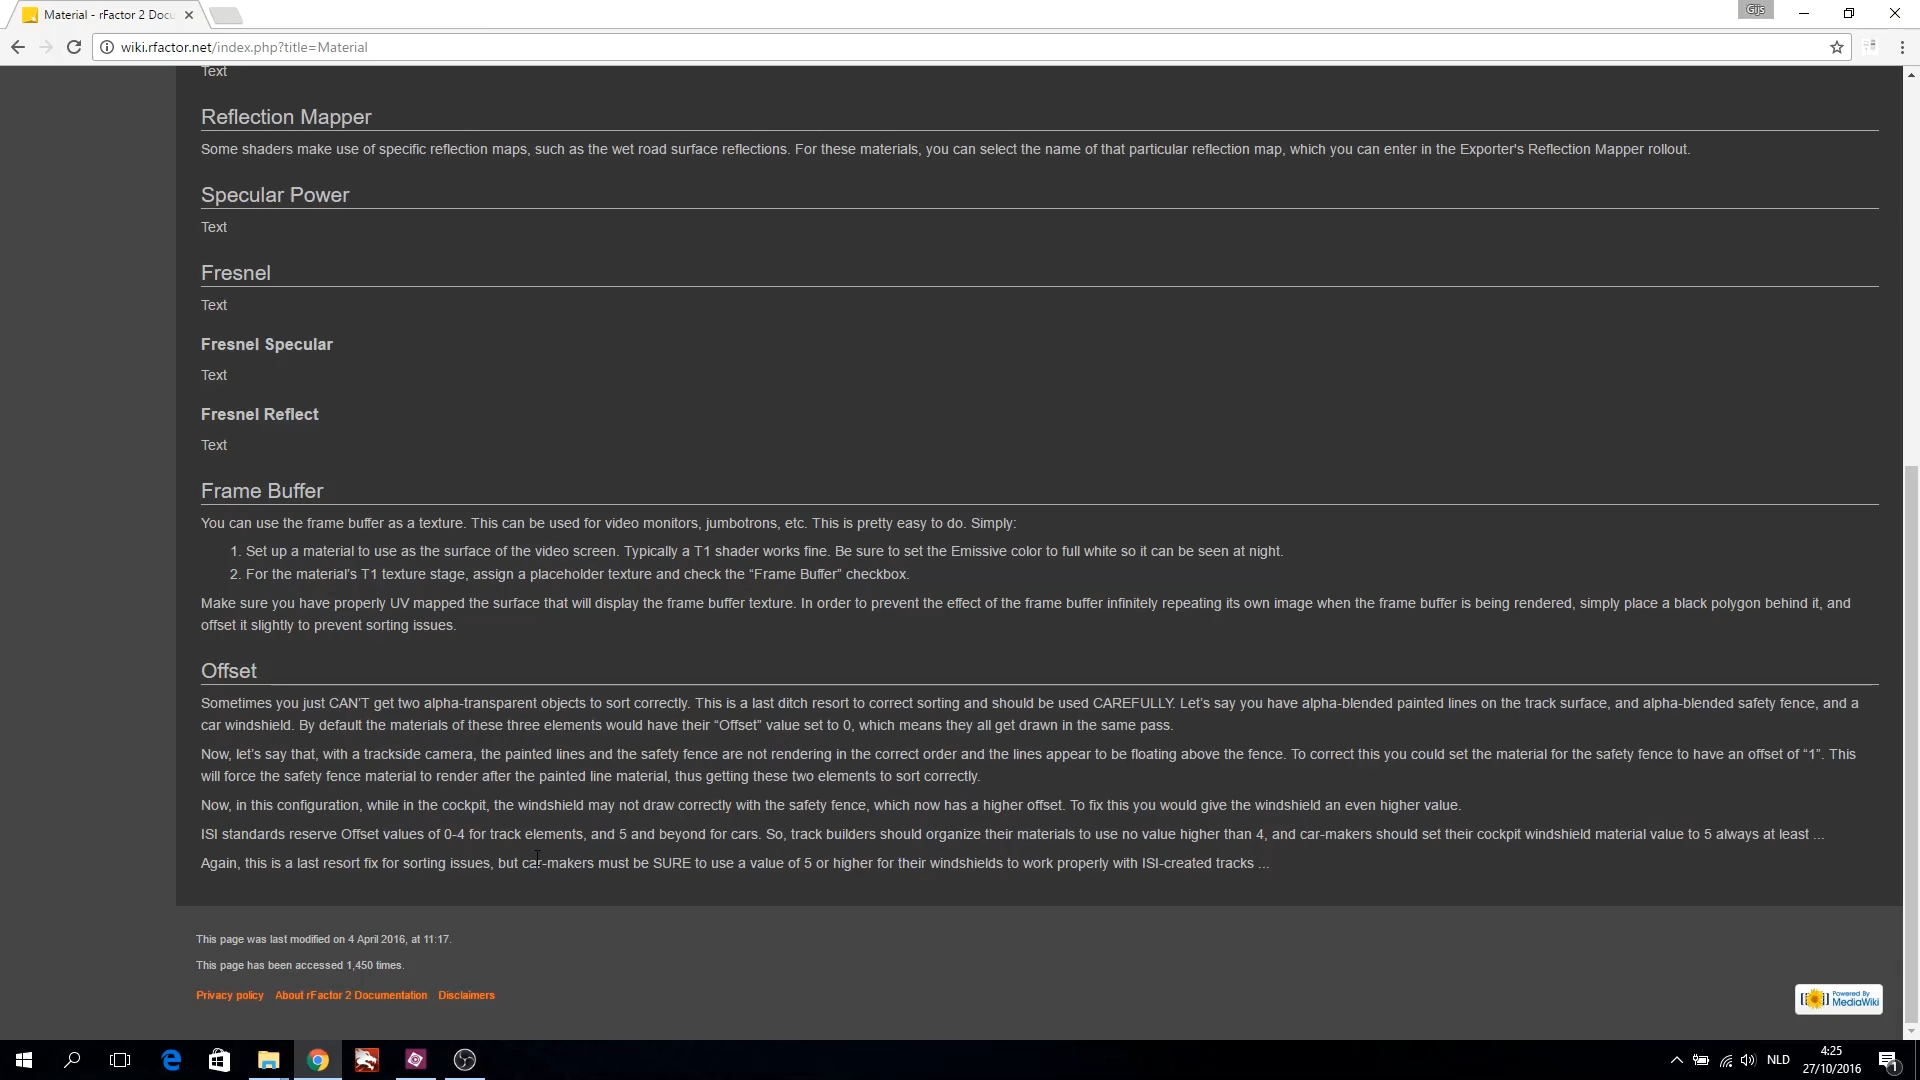 Material - rFactor 2 Docu
Gijs
wiki.rfactor.net/index.php?title=Material
Text
Reflection Mapper
Some shaders make use of specific reflection maps, such as the wet road surface reflections. For these materials, you can select the name of that particular reflection map, which you can enter in the Exporter's Reflection Mapper rollout.
Specular Power
Text
Fresnel
Text
Fresnel Specular
Text
Fresnel Reflect
Text
Frame Buffer
You can use the frame buffer as a texture. This can be used for video monitors, jumbotrons, etc. This is pretty easy to do. Simply:
1. Set up a material to use as the surface of the video screen. Typically a T1 shader works fine. Be sure to set the Emissive color to full white so it can be seen at night.
2. For the material's T1 texture stage, assign a placeholder texture and check the “Frame Buffer” checkbox.
Make sure you have properly UV mapped the surface that will display the frame buffer texture. In order to prevent the effect of the frame buffer infinitely repeating its own image when the frame buffer is being rendered, simply place a black polygon behind it, and
offset it slightly to prevent sorting issues.
Offset
Sometimes you just CAN'T get two alpha-transparent objects to sort correctly. This is a last ditch resort to correct sorting and should be used CAREFULLY. Let's say you have alpha-blended painted lines on the track surface, and alpha-blended safety fence, and a
car windshield. By default the materials of these three elements would have their “Offset” value set to 0, which means they all get drawn in the same pass.
Now, let's say that, with a trackside camera, the painted lines and the safety fence are not rendering in the correct order and the lines appear to be floating above the fence. To correct this you could set the material for the safety fence to have an offset of “1”. This
will force the safety fence material to render after the painted line material, thus getting these two elements to sort correctly.
Now, in this configuration, while in the cockpit, the windshield may not draw correctly with the safety fence, which now has a higher offset. To fix this you would give the windshield an even higher value.
ISI standards reserve Offset values of 0-4 for track elements, and 5 and beyond for cars. So, track builders should organize their materials to use no value higher than 4, and car-makers should set their cockpit windshield material value to 5 always at least ...
Again, this is a last resort fix for sorting issues, but car-makers must be SURE to use a value of 5 or higher for their windshields to work properly with ISI-created tracks ...
This page was last modified on 4 April 2016, at 11:17.
This page has been accessed 1,450 times.
Privacy policy About rFactor 2 Documentation Disclaimers
Powered By
MediaWiki
NLD
4:25
27/10/2016
1